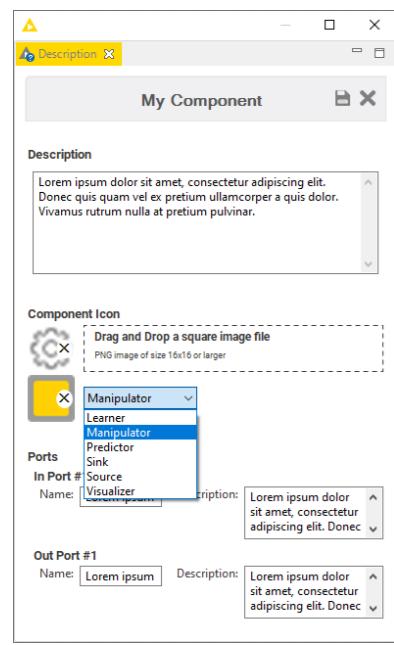 Description
My Component
Description
Lorem ipsum dolor sit amet, consectetur adipiscing elit.
Donec quis quam vel ex pretium ullamcorper a quis dolor.
Vivamus rutrum nulla at pretium pulvinar.
Component Icon
Drag and Drop a square image file
PNG image of size 16x16 or larger
Manipulator
Learner
Manipulator
Predictor
Sink
Source
Visualizer
Ports
In Port #
Name:
Lorem ipsum dolor
sit amet, consectetur
adipiscing elit. Donec
Out Port #1
Name: Lorem ipsum Description: Lorem ipsum dolor
sit amet, consectetur
adipiscing elit. Donec